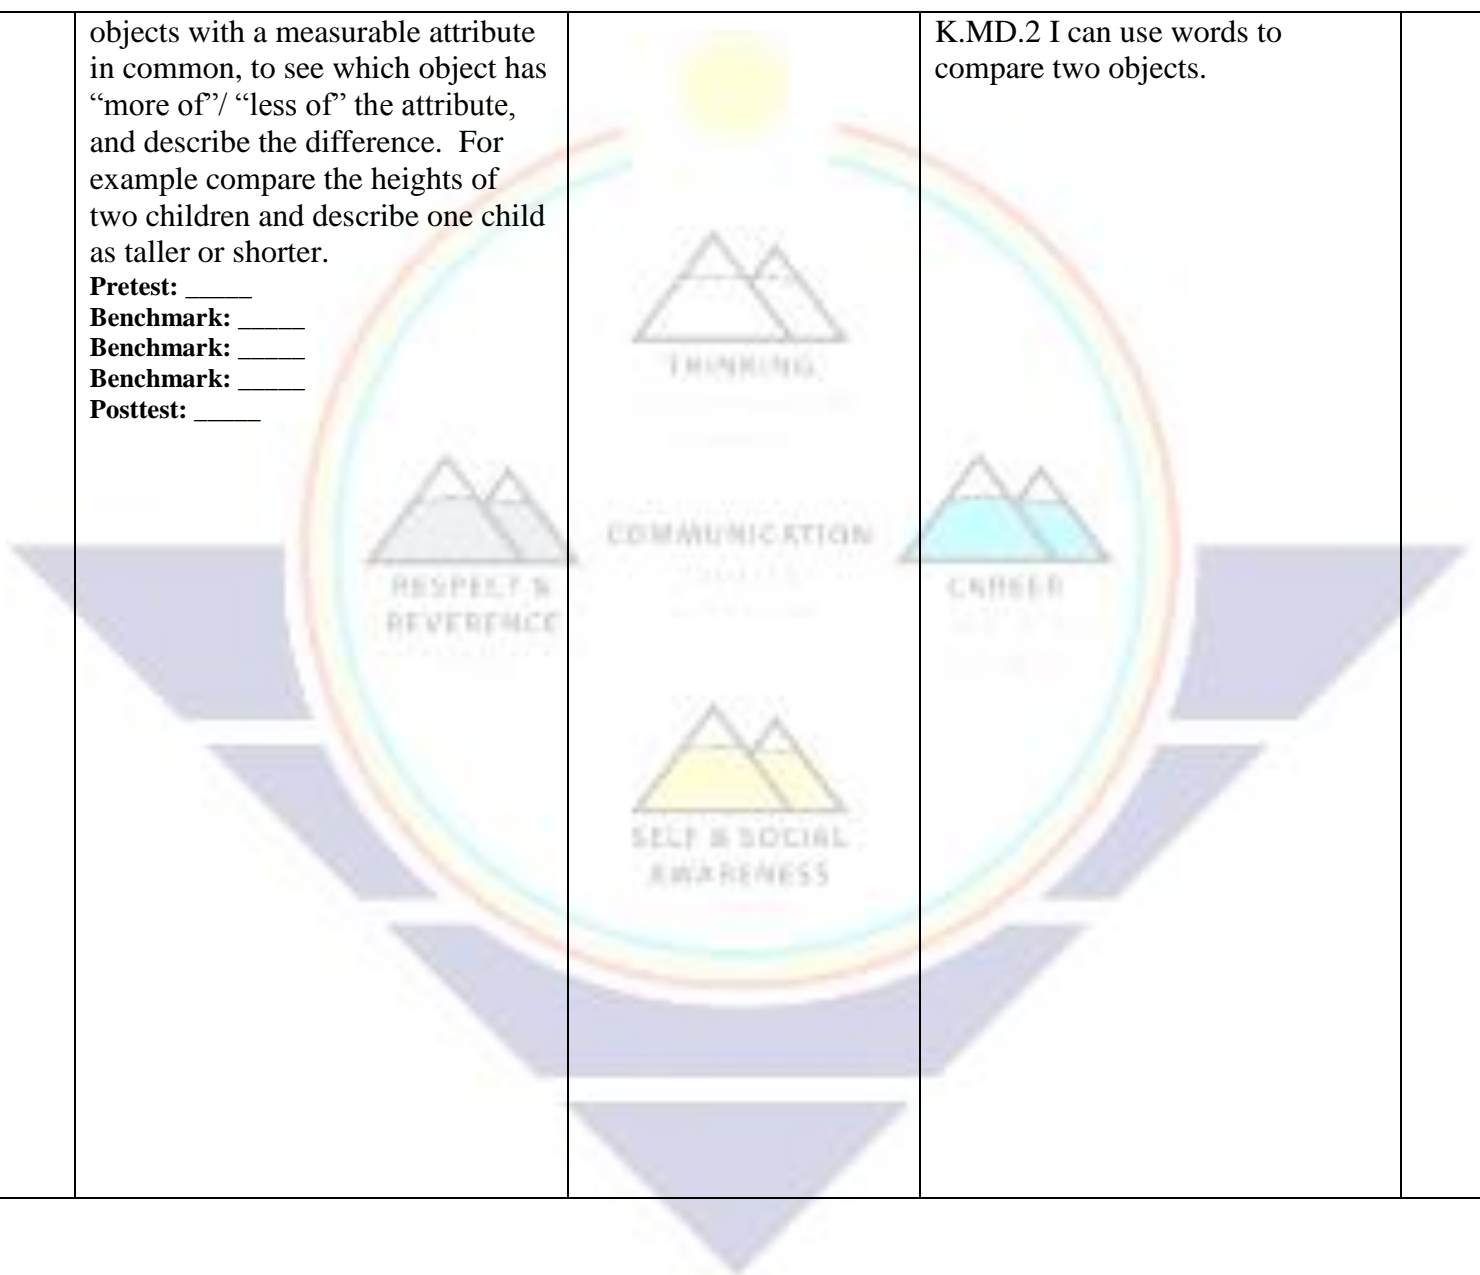 objects with a measurable attribute
in common, to see which object has
“more of”/ “less of” the attribute,
and describe the difference.  For
example compare the heights of
two children and describe one child
as taller or shorter.
Pretest: _____
Benchmark: _____
Benchmark: _____
Benchmark: _____
Posttest: _____
K.MD.2 I can use words to
compare two objects.
THINKING
COMMUNICATION
RESPECT &
REVERENCE
CAREER
SELF & SOCIAL
AWARENESS